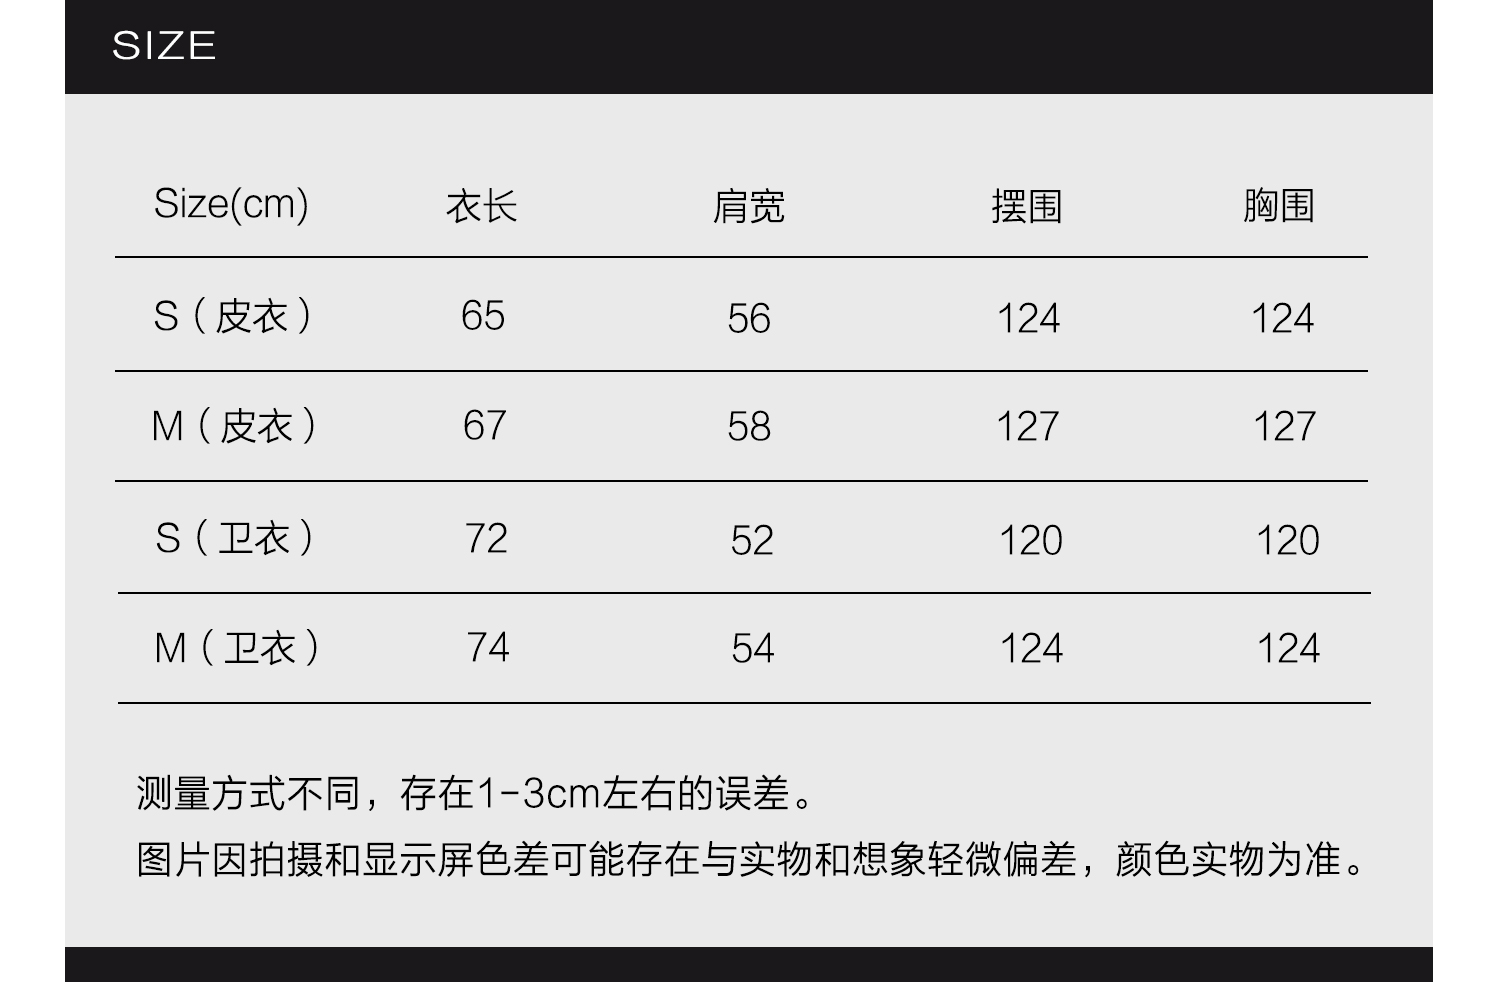 SIZE
Size(cm) 衣长 肩宽 摆围 胸围
S（皮衣） 65 56 124 124
M（皮衣） 67 58 127 127
S（卫衣） 72 52 120 120
M（卫衣） 74 54 124 124
测量方式不同，存在1-3cm左右的误差。
图片因拍摄和显示屏色差可能存在与实物和想象轻微偏差，颜色实物为准。